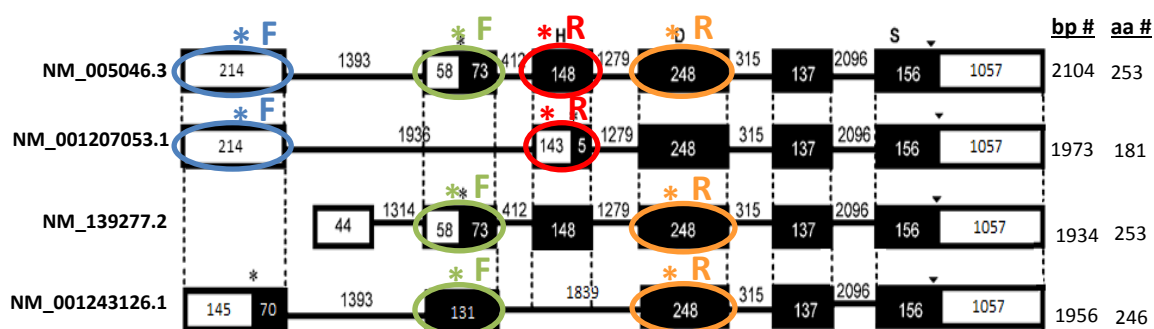 * F * F * R * R bp # aa #
* H D S
NM_005046.3 214 1393 58 73 412 148 1279 248 315 137 2096 156 1057 2104 253
* F * R
NM_001207053.1 214 1936 143 5 1279 248 315 137 2096 156 1057 1973 181
* F * R
NM_139277.2 44 1314 * 58 73 412 148 1279 248 315 137 2096 156 1057 1934 253
* * F * R
NM_001243126.1 145 70 1393 131 1839 248 315 137 2096 156 1057 1956 246